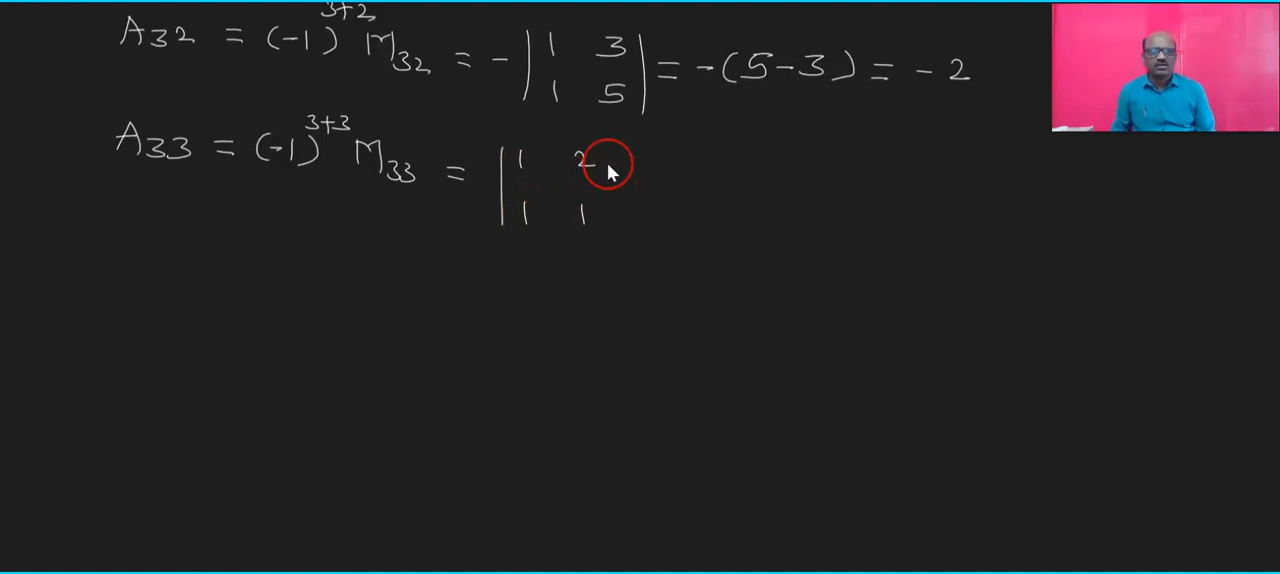 A32 = (-1)^3+2 M32 = - | 1 3 | = -(5-3) = -2
| 1 5 |
A33 = (-1)^3+3 M33 = | 1 2
| 1 1